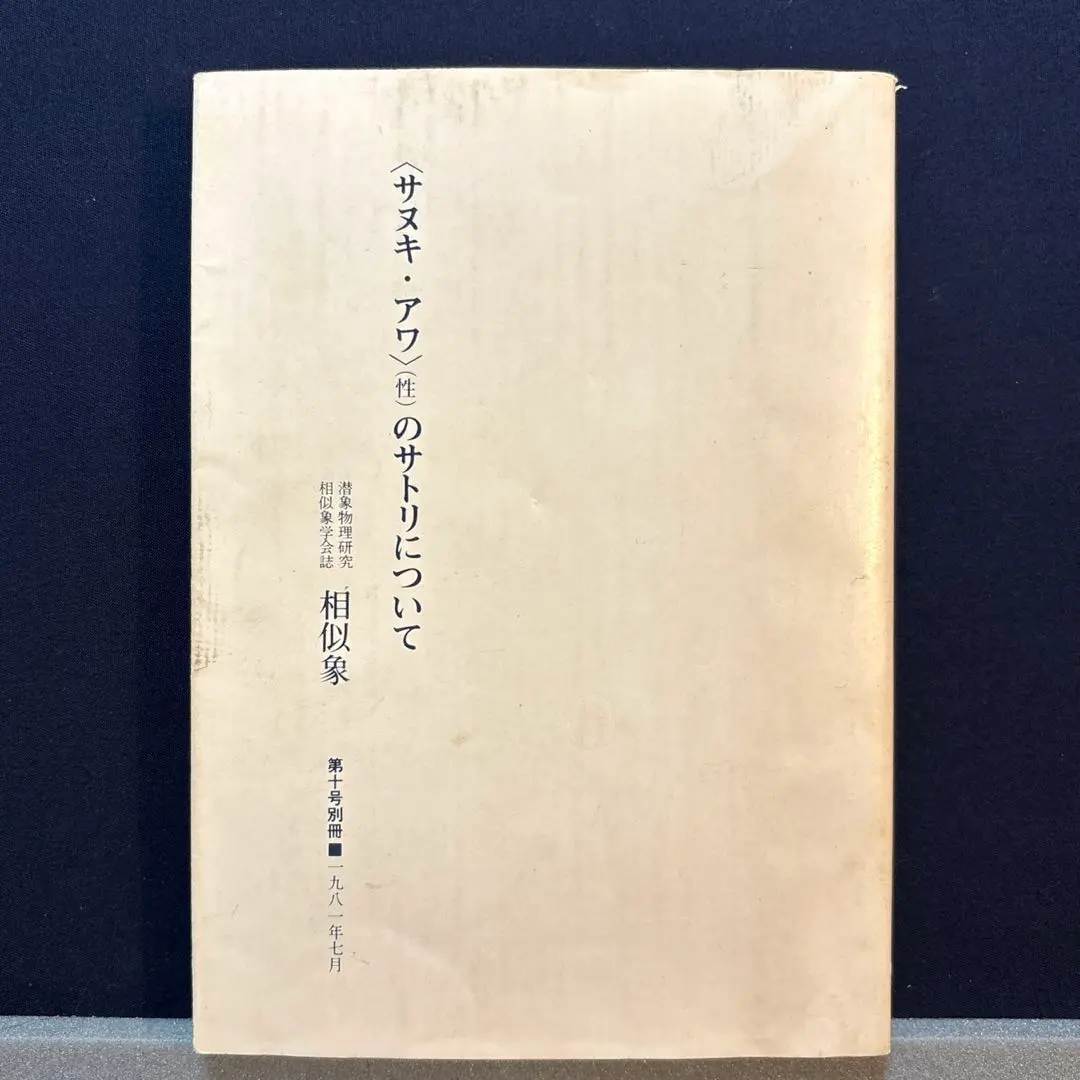 〈サヌキ・アワ〉(性)のサトリについて
潜象物理研究
相似象学会誌
相似象
第十号別冊■一九八一年七月